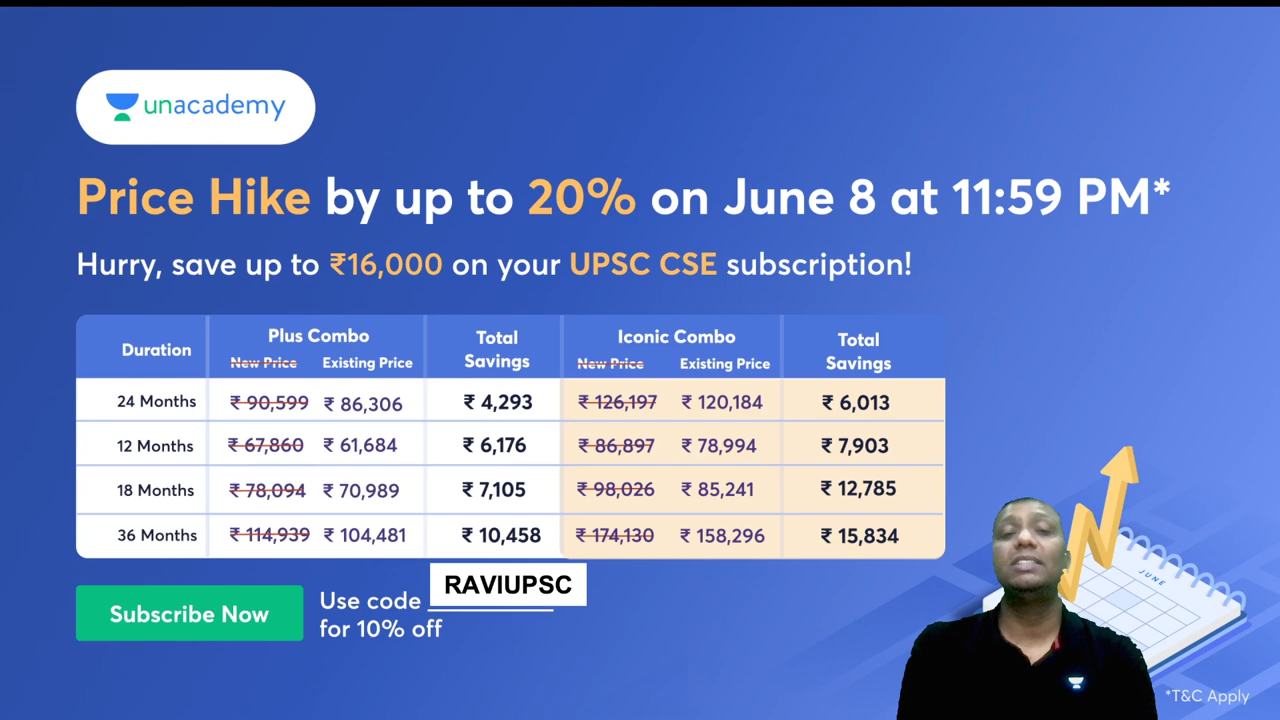 unacademy
Price Hike by up to 20% on June 8 at 11:59 PM*
Hurry, save up to ₹16,000 on your UPSC CSE subscription!
Duration Plus Combo Total Savings Iconic Combo Total Savings
New Price Existing Price New Price Existing Price
24 Months ₹ 90,599 ₹ 86,306 ₹ 4,293 ₹ 126,197 ₹ 120,184 ₹ 6,013
12 Months ₹ 67,860 ₹ 61,684 ₹ 6,176 ₹ 86,897 ₹ 78,994 ₹ 7,903
18 Months ₹ 78,094 ₹ 70,989 ₹ 7,105 ₹ 98,026 ₹ 85,241 ₹ 12,785
36 Months ₹ 114,939 ₹ 104,481 ₹ 10,458 ₹ 174,130 ₹ 158,296 ₹ 15,834
Subscribe Now
Use code RAVIUPSC
for 10% off
JUNE
*T&C Apply